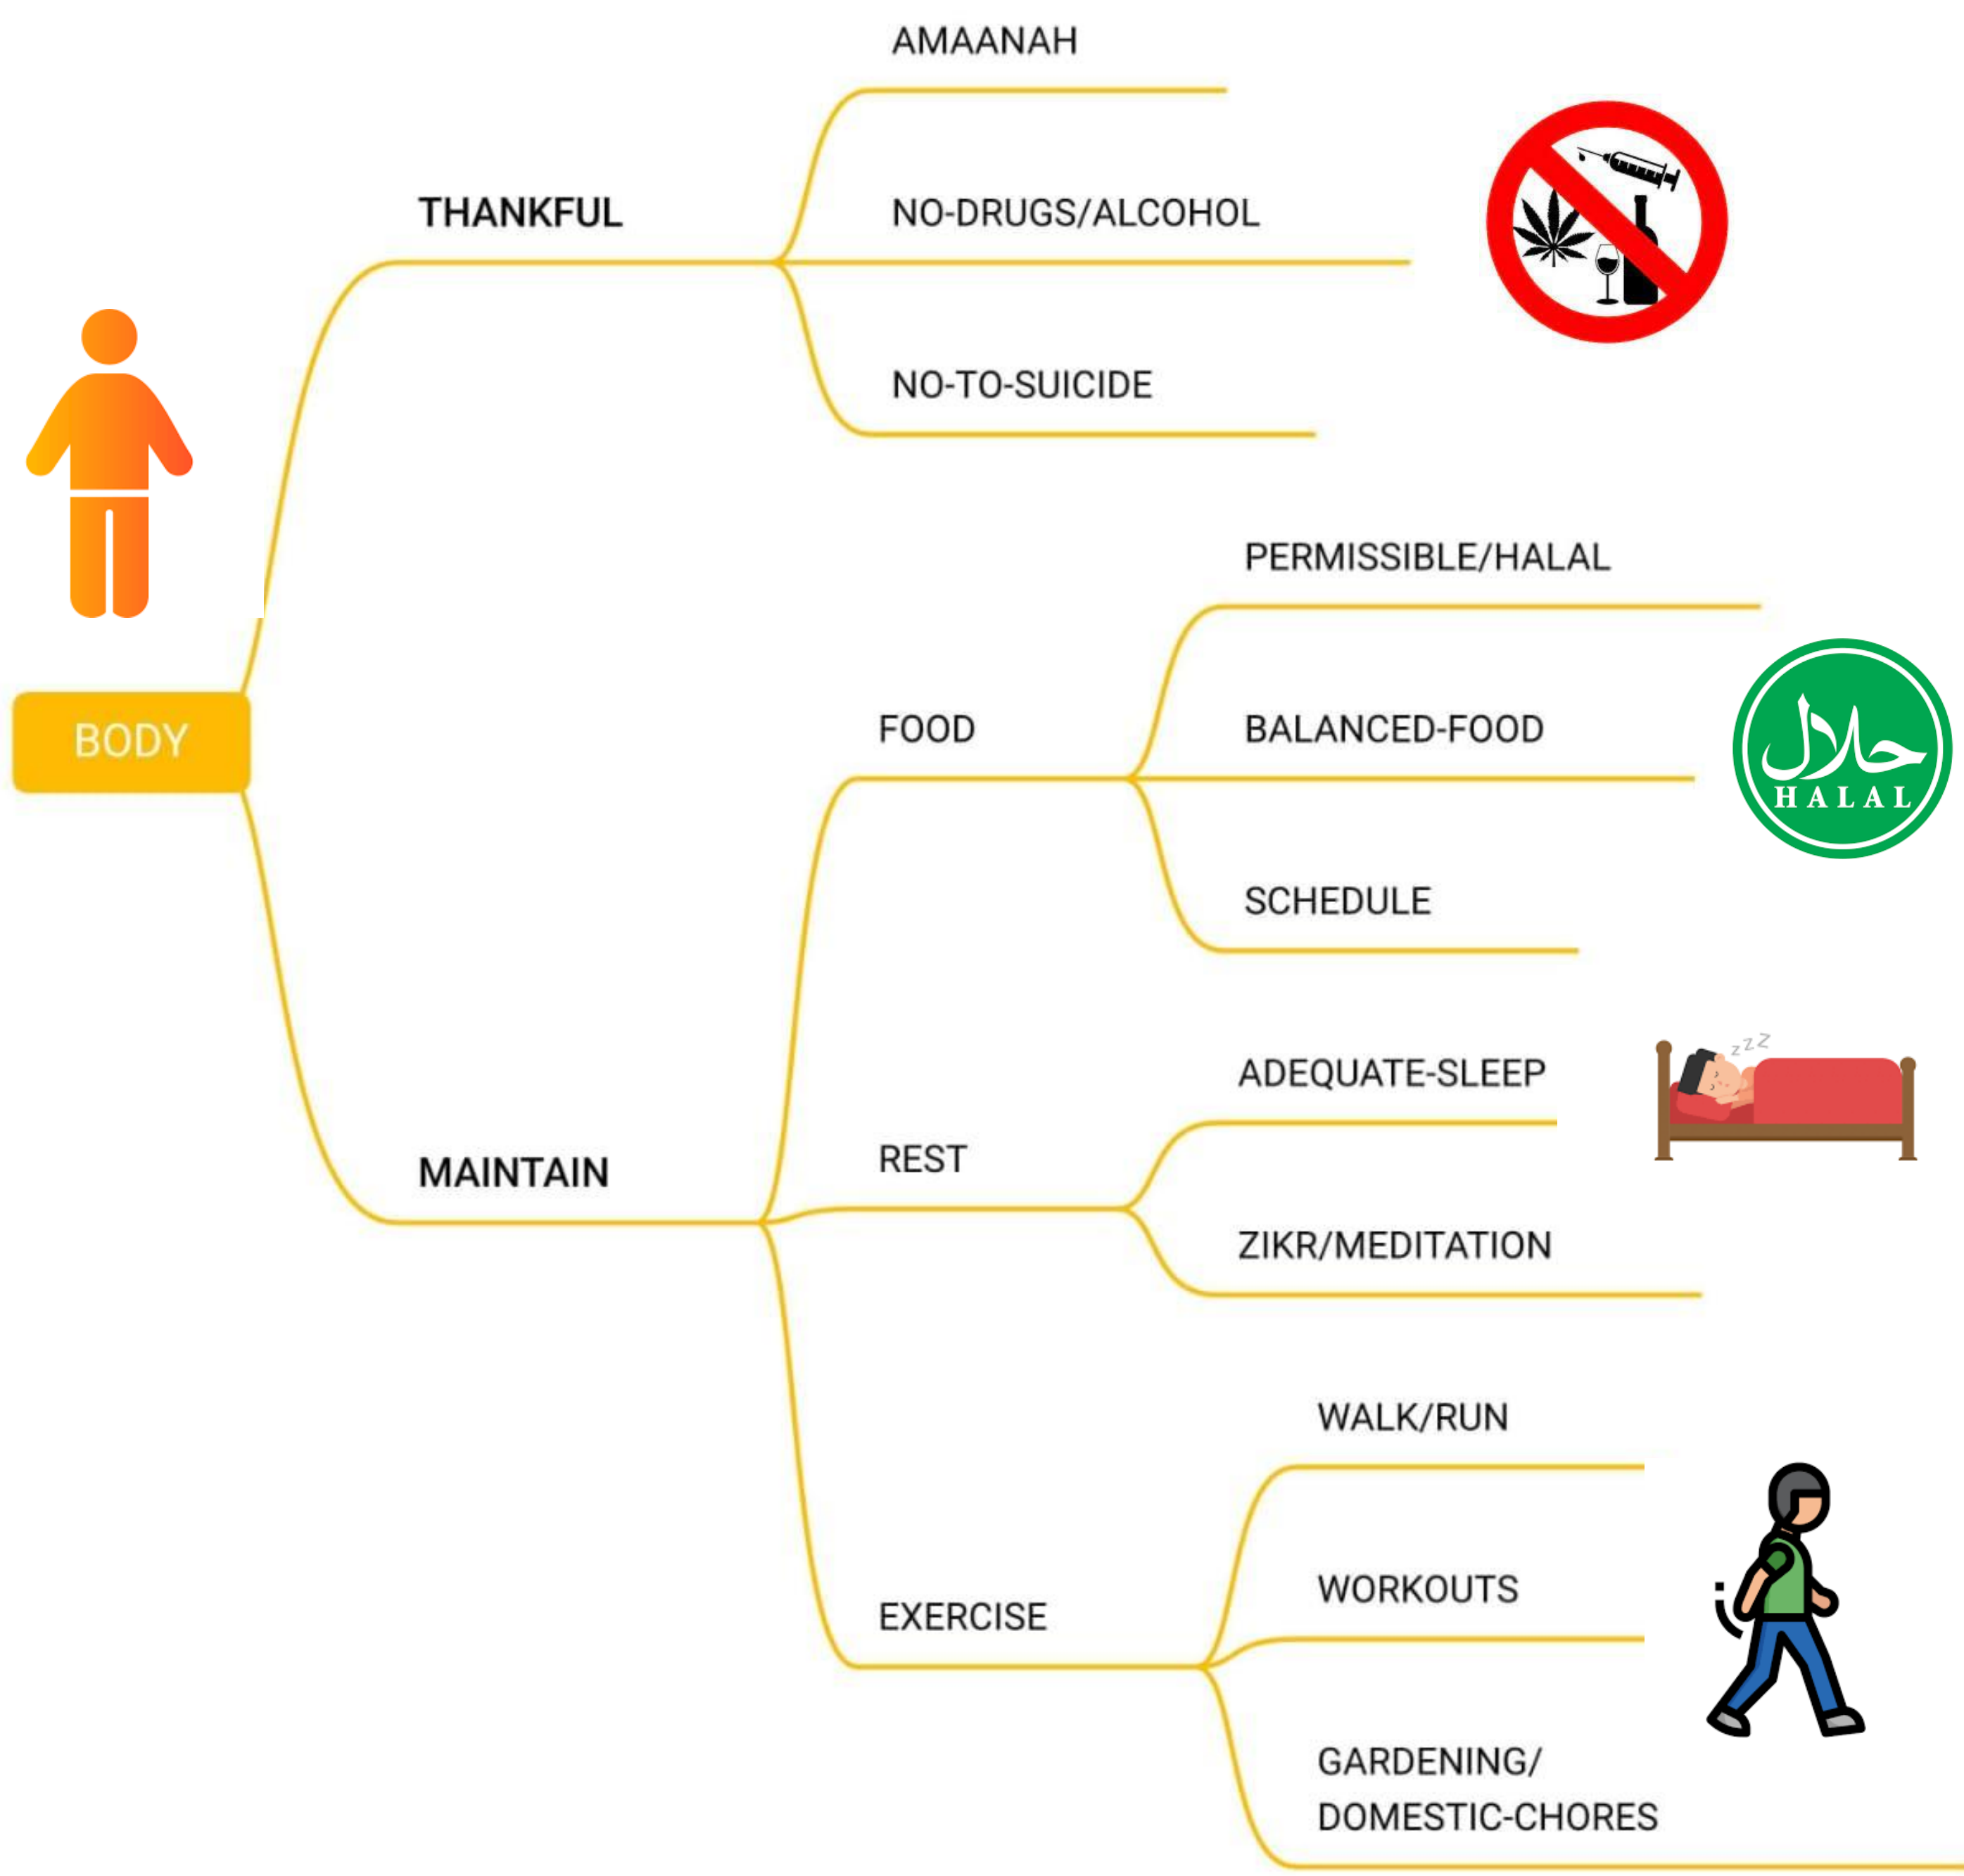 AMAANAH
THANKFUL
NO-DRUGS/ALCOHOL
NO-TO-SUICIDE
PERMISSIBLE/HALAL
BODY
FOOD
BALANCED-FOOD
حلال
HALAL
SCHEDULE
zzz
ADEQUATE-SLEEP
MAINTAIN
REST
ZIKR/MEDITATION
WALK/RUN
WORKOUTS
EXERCISE
GARDENING/
DOMESTIC-CHORES